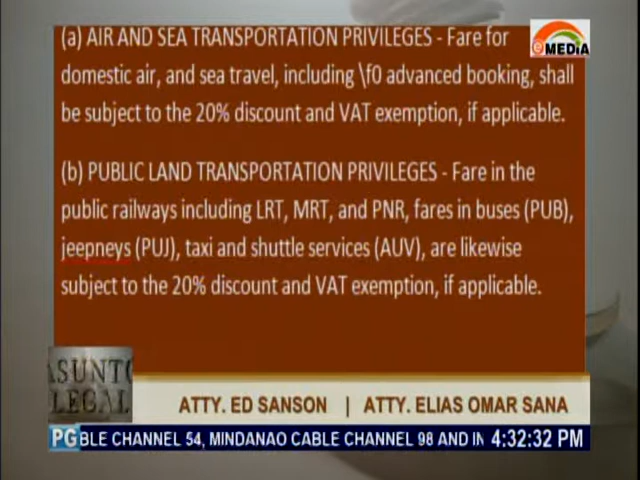 (a) AIR AND SEA TRANSPORTATION PRIVILEGES - Fare for
domestic air, and sea travel, including \f0 advanced booking, shall
be subject to the 20% discount and VAT exemption, if applicable.
(b) PUBLIC LAND TRANSPORTATION PRIVILEGES - Fare in the
public railways including LRT, MRT, and PNR, fares in buses (PUB),
jeepneys (PUJ), taxi and shuttle services (AUV), are likewise
subject to the 20% discount and VAT exemption, if applicable.
eMEDIA
ASUNTO
LEGAL
ATTY. ED SANSON | ATTY. ELIAS OMAR SANA
PG BLE CHANNEL 54, MINDANAO CABLE CHANNEL 98 AND IN 4:32:32 PM